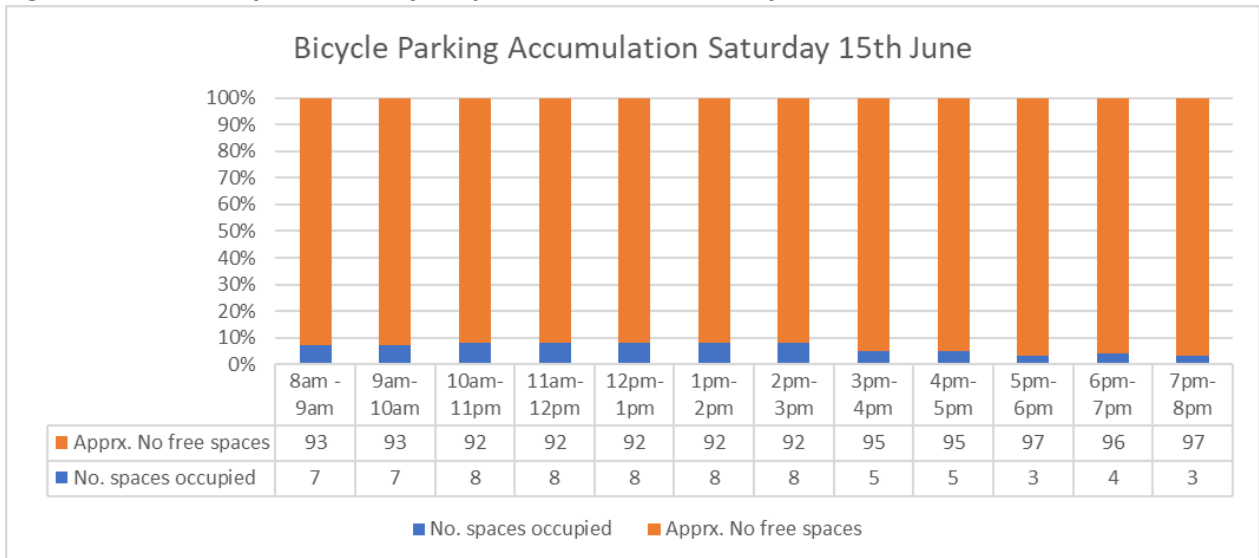 Bicycle Parking Accumulation Saturday 15th June
100%
90%
80%
70%
60%
50%
40%
30%
20%
10%
0%
8am - 9am- 10am- 11am- 12pm- 1pm- 2pm- 3pm- 4pm- 5pm- 6pm- 7pm-
9am 10am 11pm 12pm 1pm 2pm 3pm 4pm 5pm 6pm 7pm 8pm
Apprx. No free spaces 93 93 92 92 92 92 92 95 95 97 96 97
No. spaces occupied 7 7 8 8 8 8 8 5 5 3 4 3
No. spaces occupied Apprx. No free spaces